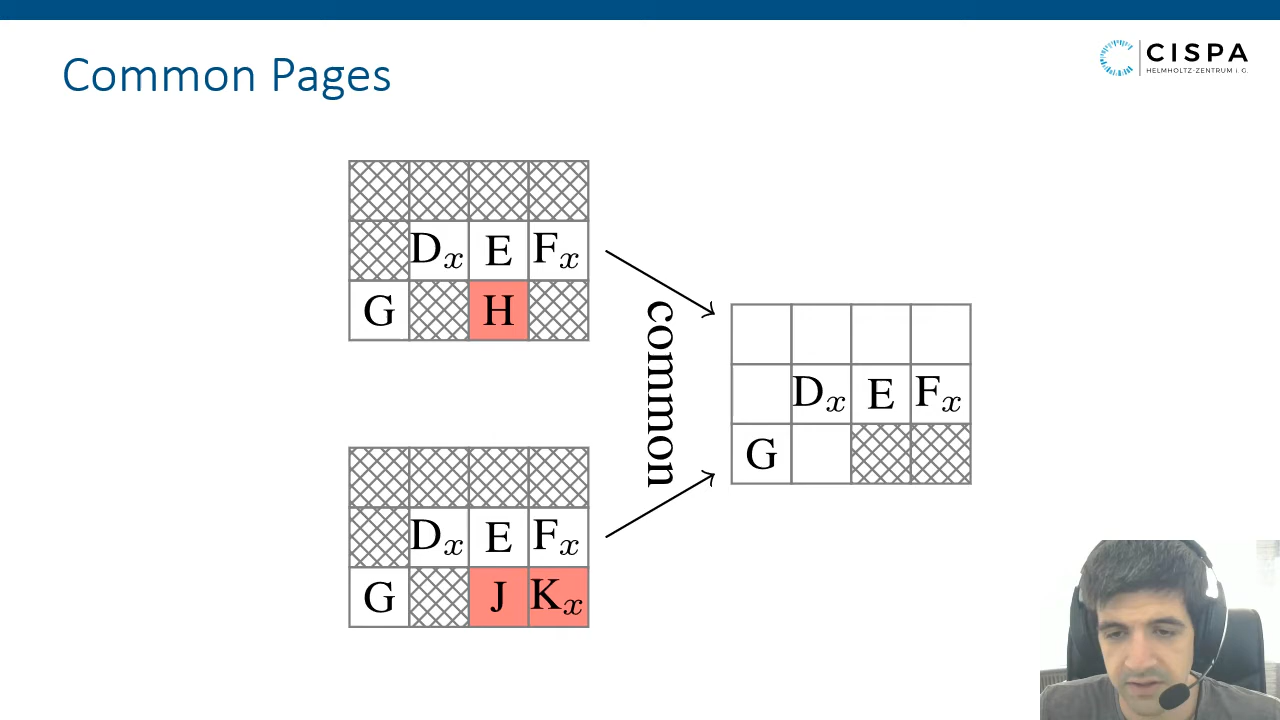 Common Pages
CISPA
HELMHOLTZ-ZENTRUM i. G.
Dx E Fx
G H
common
Dx E Fx
G
Dx E Fx
G J Kx